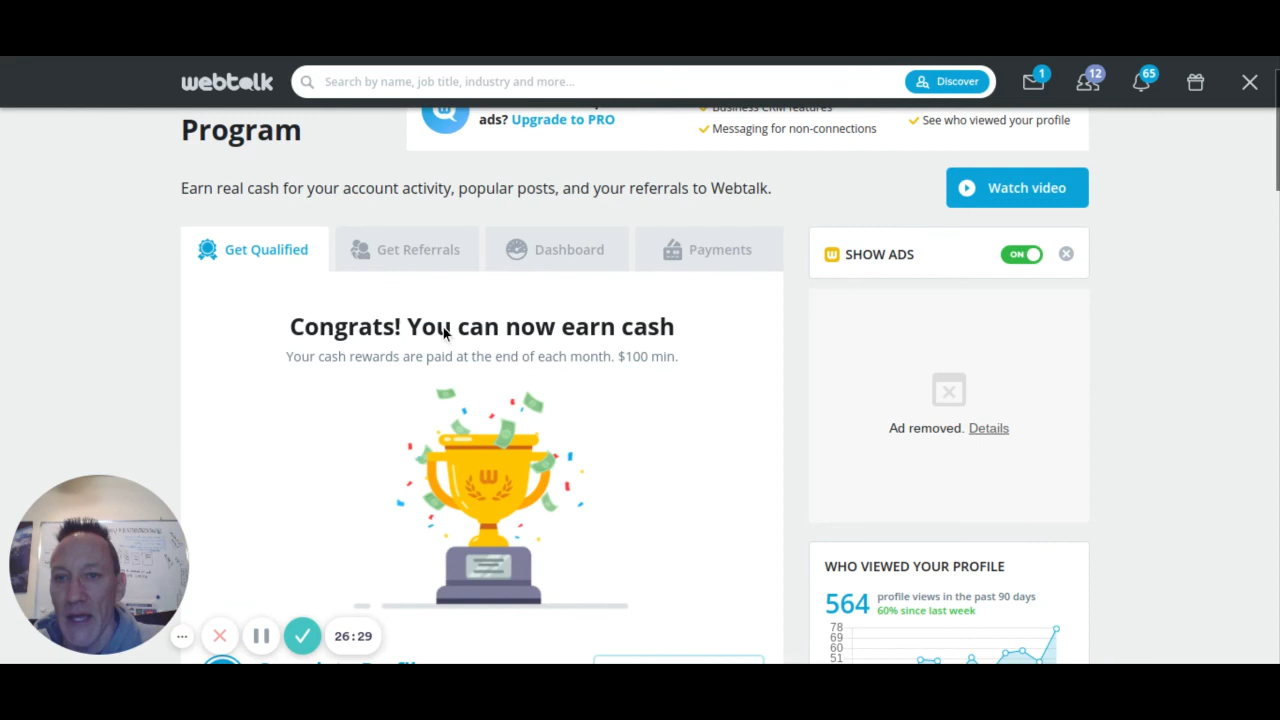 webtalk
Search by name, job title, industry and more...
Discover
1
12
65
Program
ads? Upgrade to PRO
Business CRM features
Messaging for non-connections
See who viewed your profile
Earn real cash for your account activity, popular posts, and your referrals to Webtalk.
Watch video
Get Qualified
Get Referrals
Dashboard
Payments
SHOW ADS
ON
Congrats! You can now earn cash
Your cash rewards are paid at the end of each month. $100 min.
W
Ad removed. Details
WHO VIEWED YOUR PROFILE
564
profile views in the past 90 days
60% since last week
78
69
60
51
26:29